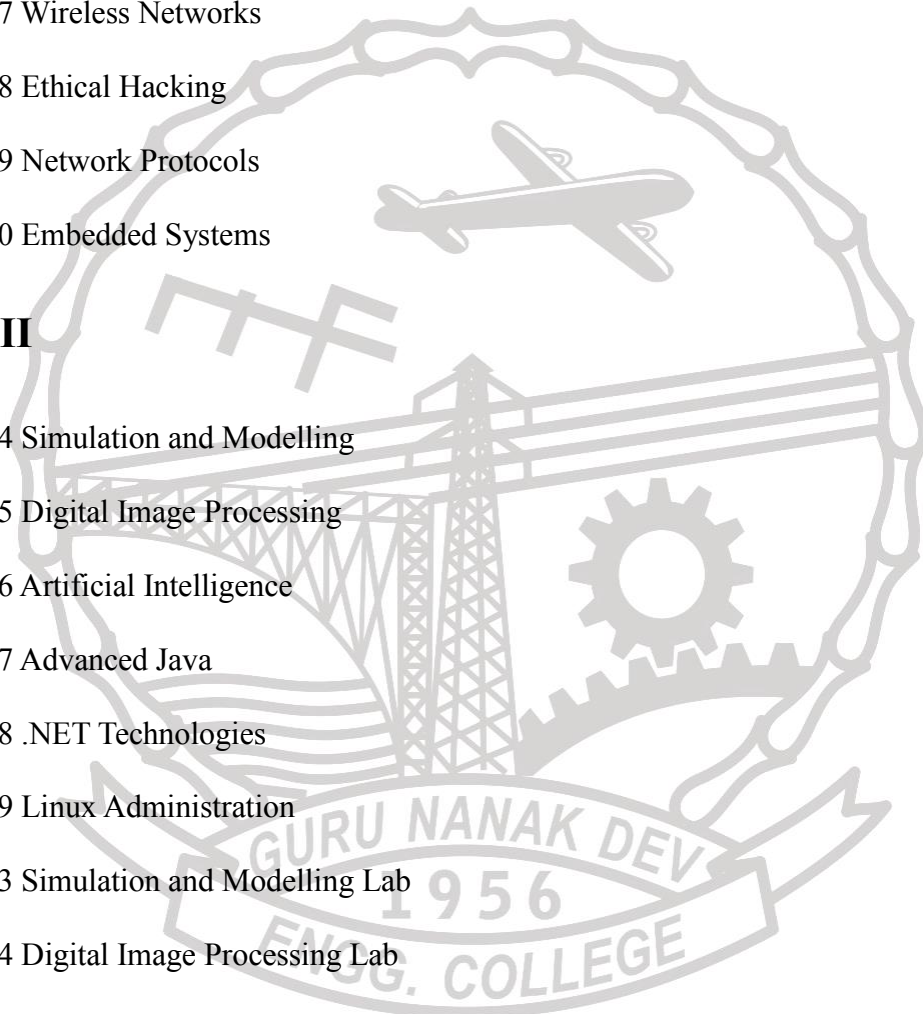 7 Wireless Networks
8 Ethical Hacking
9 Network Protocols
0 Embedded Systems
II
4 Simulation and Modelling
5 Digital Image Processing
6 Artificial Intelligence
7 Advanced Java
8 .NET Technologies
9 Linux Administration
3 Simulation and Modelling Lab
4 Digital Image Processing Lab
GURU NANAK DEV
1956
ENGG. COLLEGE